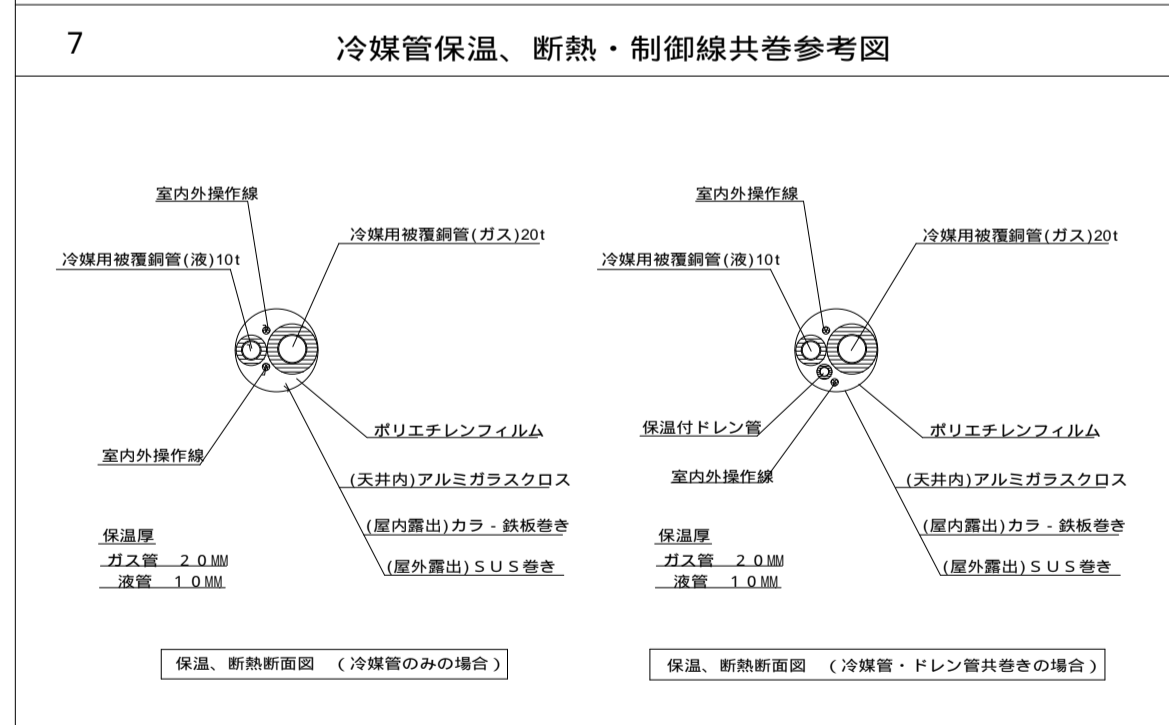 7
冷媒管保温、断熱・制御線共巻参考図
室内外操作線
冷媒用被覆銅管(ガス)20t
冷媒用被覆銅管(液)10t
ポリエチレンフィルム
室内外操作線
(天井内)アルミガラスクロス
(屋内露出)カラ-鉄板巻き
(屋外露出)SUS巻き
保温厚
ガス管 20MM
液管 10MM
保温、断熱断面図 (冷媒管のみの場合)
室内外操作線
冷媒用被覆銅管(ガス)20t
冷媒用被覆銅管(液)10t
保温付ドレン管
ポリエチレンフィルム
室内外操作線
(天井内)アルミガラスクロス
(屋内露出)カラ-鉄板巻き
(屋外露出)SUS巻き
保温厚
ガス管 20MM
液管 10MM
保温、断熱断面図 (冷媒管・ドレン管共巻きの場合)